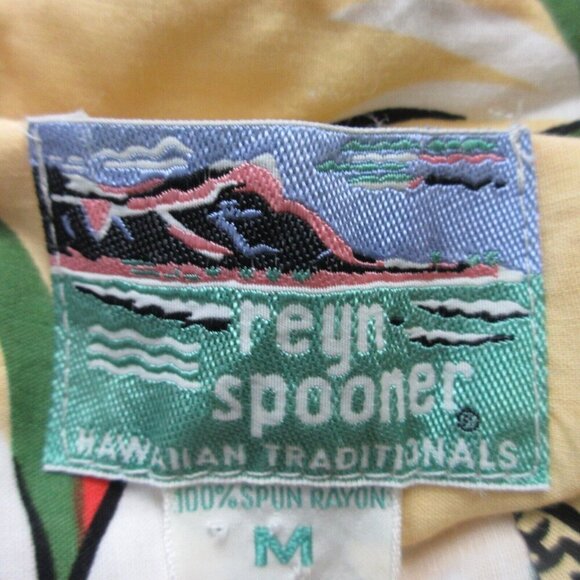 reyn
spooner®
HAWAIIAN TRADITIONALS
100% SPUN RAYON
M